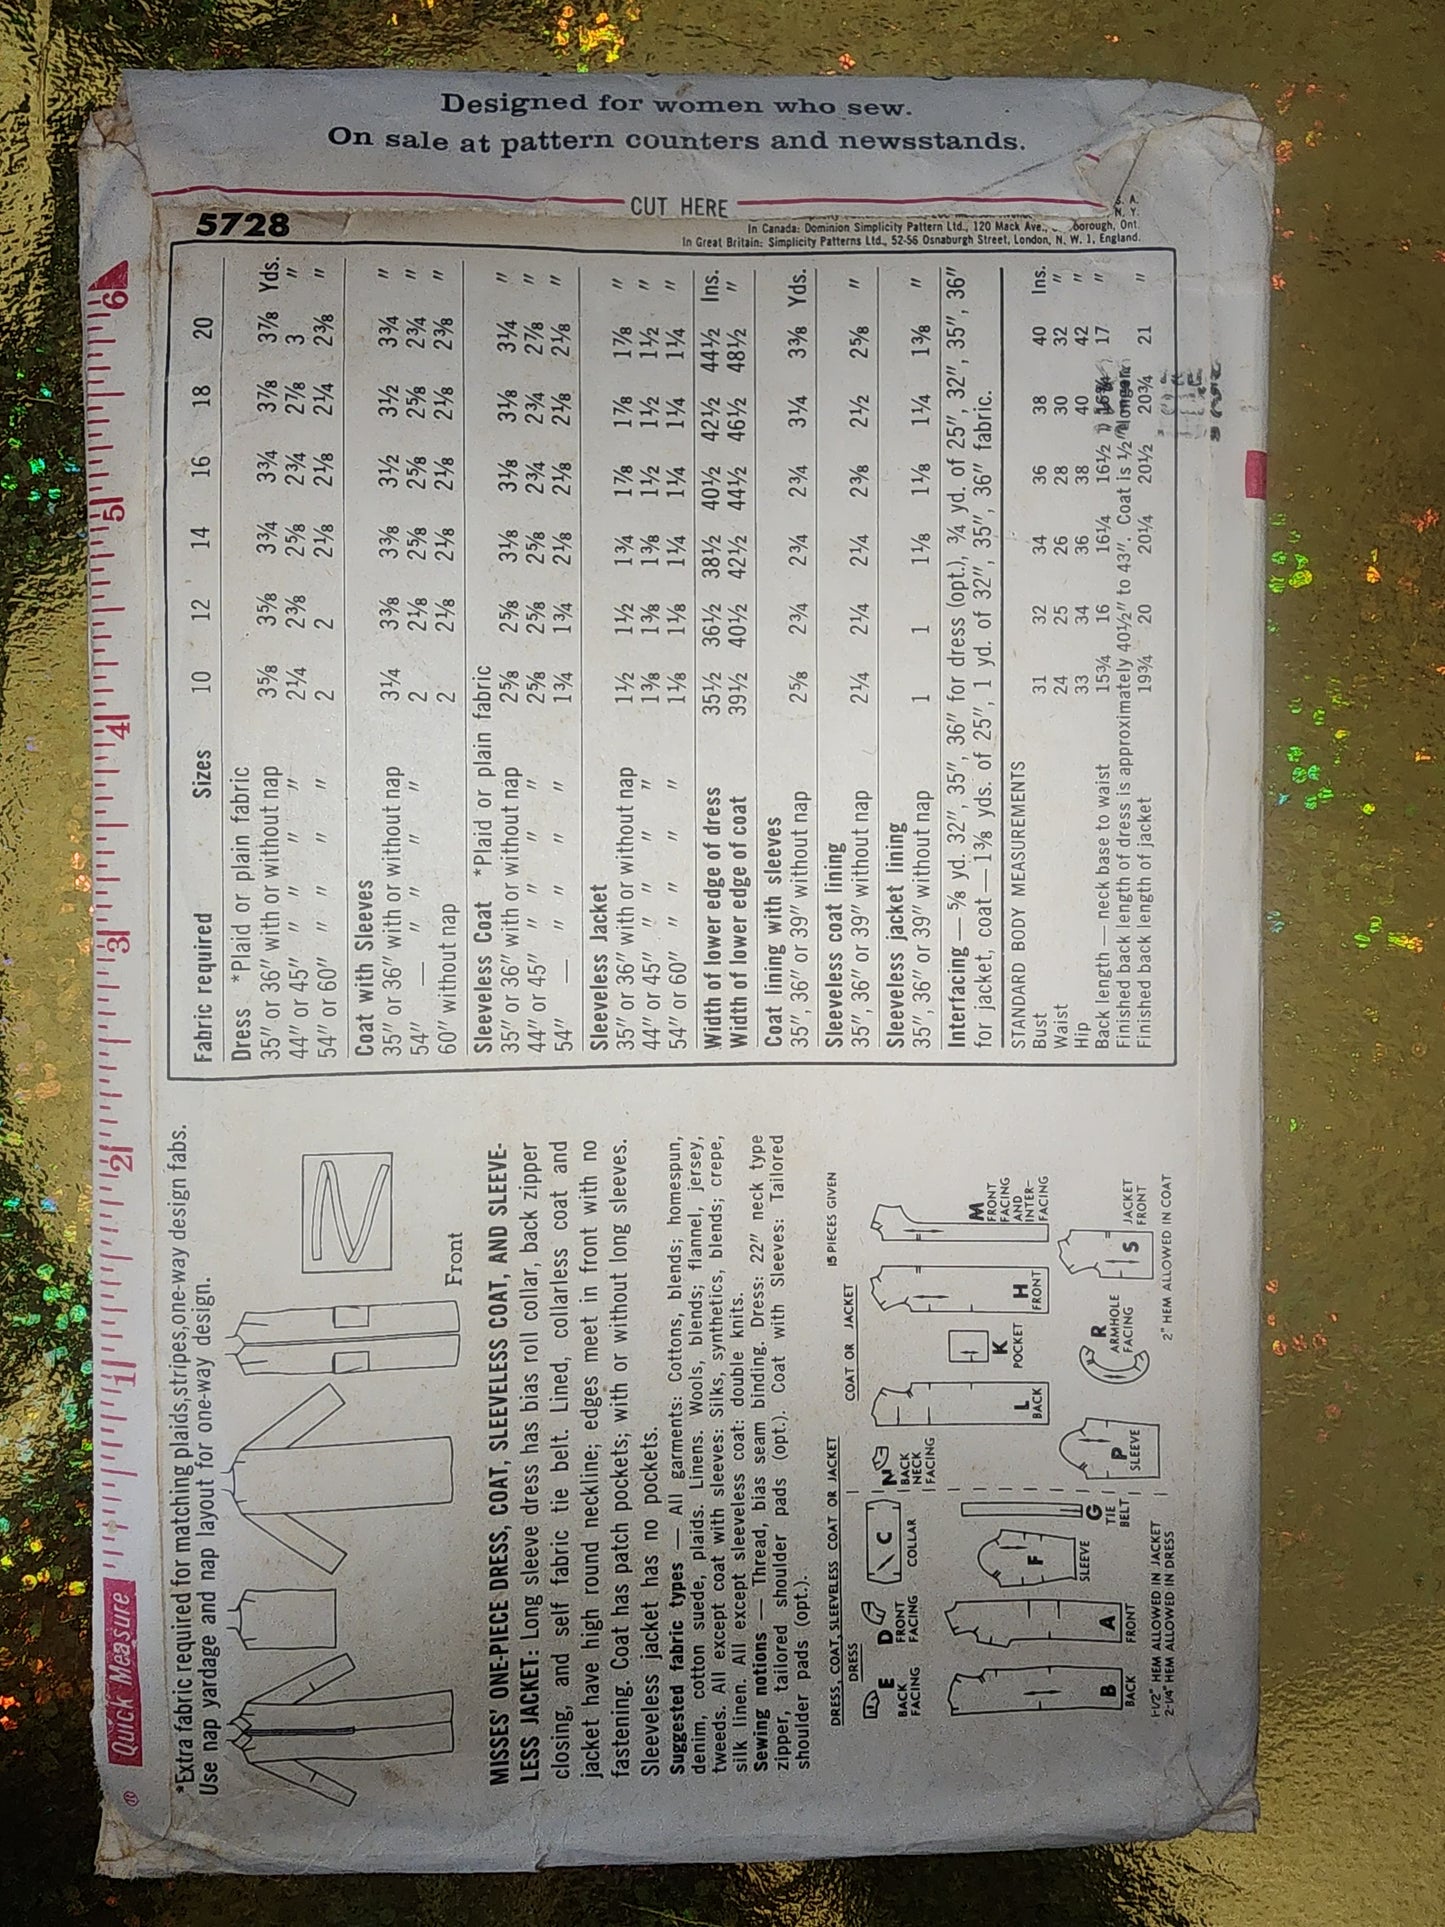 Designed for women who sew.
On sale at pattern counters and newsstands.
CUT HERE
5728
S. A.
N. Y.
In Canada: Dominion Simplicity Pattern Ltd., 120 Mack Ave., borough, Ont.
In Great Britain: Simplicity Patterns Ltd., 52-56 Osnaburgh Street, London, N. W. 1, England.
® Quick Measure 1 2 3 4 5 6
*Extra fabric required for matching plaids, stripes, one-way design fabs.
Use nap yardage and nap layout for one-way design.
Front
MISSES' ONE-PIECE DRESS, COAT, SLEEVELESS COAT, AND SLEEVE-
LESS JACKET: Long sleeve dress has bias roll collar, back zipper
closing, and self fabric tie belt. Lined, collarless coat and
jacket have high round neckline; edges meet in front with no
fastening. Coat has patch pockets; with or without long sleeves.
Sleeveless jacket has no pockets.
Suggested fabric types — All garments: Cottons, blends; homespun,
denim, cotton suede, plaids. Linens. Wools, blends; flannel, jersey,
tweeds. All except coat with sleeves: Silks, synthetics, blends; crepe,
silk linen. All except sleeveless coat: double knits.
Sewing notions — Thread, bias seam binding. Dress: 22" neck type
zipper, tailored shoulder pads (opt.). Coat with Sleeves: Tailored
shoulder pads (opt.).
15 PIECES GIVEN
DRESS, COAT, SLEEVELESS COAT OR JACKET
DRESS
COAT OR JACKET
E BACK FACING
D FRONT FACING
C COLLAR
N BACK NECK FACING
B BACK
A FRONT
F SLEEVE
G TIE BELT
L BACK
K POCKET
H FRONT
M FRONT FACING AND INTER-FACING
P SLEEVE
R ARMHOLE FACING
S JACKET FRONT
1-1/2" HEM ALLOWED IN JACKET
2-1/4" HEM ALLOWED IN DRESS
2" HEM ALLOWED IN COAT
Fabric required Sizes 10 12 14 16 18 20
Dress *Plaid or plain fabric
35" or 36" with or without nap 3⅝ 3⅝ 3¾ 3¾ 3⅞ 3⅞ Yds.
44" or 45" " " " 2¼ 2⅜ 2⅝ 2¾ 2⅞ 3 "
54" or 60" " " " 2 2 2⅛ 2⅛ 2¼ 2⅜ "
Coat with Sleeves
35" or 36" with or without nap 3¼ 3⅜ 3⅜ 3½ 3½ 3¾ "
54" — " " " 2 2⅛ 2⅝ 2⅝ 2⅝ 2¾ "
60" without nap 2 2⅛ 2⅛ 2⅛ 2⅛ 2⅜ "
Sleeveless Coat *Plaid or plain fabric
35" or 36" with or without nap 2⅝ 2⅝ 3⅛ 3⅛ 3⅛ 3¼ "
44" or 45" " " " 2⅝ 2⅝ 2⅝ 2¾ 2¾ 2⅞ "
54" — " " " 1¾ 1¾ 2⅛ 2⅛ 2⅛ 2⅛ "
Sleeveless Jacket
35" or 36" with or without nap 1½ 1½ 1¾ 1⅞ 1⅞ 1⅞ "
44" or 45" " " " 1⅜ 1⅜ 1⅜ 1½ 1½ 1½ "
54" or 60" " " " 1⅛ 1⅛ 1¼ 1¼ 1¼ 1¼ "
Width of lower edge of dress 35½ 36½ 38½ 40½ 42½ 44½ Ins.
Width of lower edge of coat 39½ 40½ 42½ 44½ 46½ 48½ "
Coat lining with sleeves
35", 36" or 39" without nap 2⅝ 2¾ 2¾ 2¾ 3¼ 3⅜ Yds.
Sleeveless coat lining
35", 36" or 39" without nap 2¼ 2¼ 2¼ 2⅜ 2½ 2⅝ "
Sleeveless jacket lining
35", 36" or 39" without nap 1 1 1⅛ 1⅛ 1¼ 1⅜ "
Interfacing — ⅝ yd. 32", 35", 36" for dress (opt.), ¾ yd. of 25", 32", 35", 36"
for jacket, coat — 1⅜ yds. of 25", 1 yd. of 32", 35", 36" fabric.
STANDARD BODY MEASUREMENTS
Bust 31 32 34 36 38 40 Ins.
Waist 24 25 26 28 30 32 "
Hip 33 34 36 38 40 42 "
Back length — neck base to waist 15¾ 16 16¼ 16½ 16¾ 17 "
Finished back length of dress is approximately 40½" to 43". Coat is ½" longer.
Finished back length of jacket 19¾ 20 20¼ 20½ 20¾ 21 "